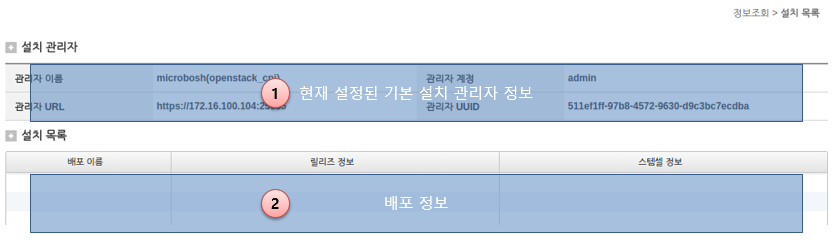 정보조회 > 설치 목록
설치 관리자
관리자 이름 microbosh(openstack_cpi) 관리자 계정 admin
1 현재 설정된 기본 설치 관리자 정보
관리자 URL https://172.16.100.104: 관리자 UUID 511ef1ff-97b8-4572-9630-d9c3bc7ecdba
설치 목록
배포 이름 릴리즈 정보 스템셀 정보
2 배포 정보